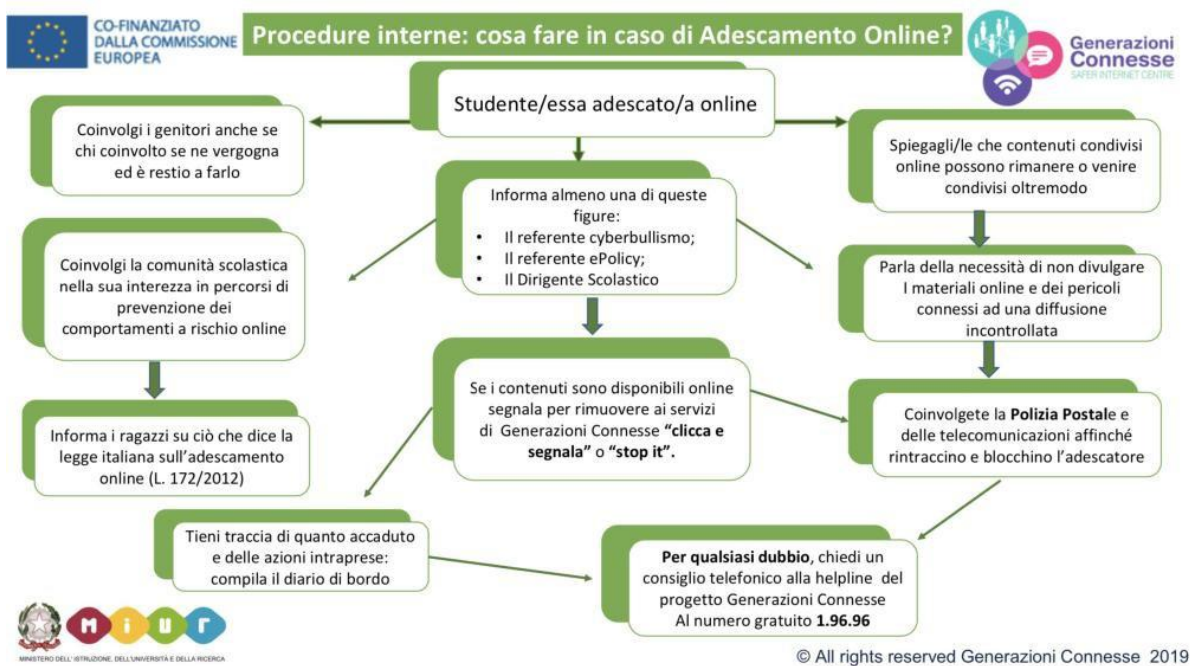 CO-FINANZIATO
DALLA COMMISSIONE
EUROPEA
Procedure interne: cosa fare in caso di Adescamento Online?
Generazioni
Connesse
SAFER INTERNET CENTRE
Studente/essa adescato/a online
Coinvolgi i genitori anche se
chi coinvolto se ne vergogna
ed è restio a farlo
Spiegagli/le che contenuti condivisi
online possono rimanere o venire
condivisi oltremodo
Informa almeno una di queste
figure:
• Il referente cyberbullismo;
• Il referente ePolicy;
• Il Dirigente Scolastico
Coinvolgi la comunità scolastica
nella sua interezza in percorsi di
prevenzione dei
comportamenti a rischio online
Parla della necessità di non divulgare
I materiali online e dei pericoli
connessi ad una diffusione
incontrollata
Se i contenuti sono disponibili online
segnala per rimuovere ai servizi
di Generazioni Connesse “clicca e
segnala” o “stop it”.
Informa i ragazzi su ciò che dice la
legge italiana sull’adescamento
online (L. 172/2012)
Coinvolgete la Polizia Postale e
delle telecomunicazioni affinché
rintraccino e blocchino l’adescatore
Tieni traccia di quanto accaduto
e delle azioni intraprese:
compila il diario di bordo
Per qualsiasi dubbio, chiedi un
consiglio telefonico alla helpline del
progetto Generazioni Connesse
Al numero gratuito 1.96.96
miur
MINISTERO DELL’ISTRUZIONE, DELL’UNIVERSITÀ E DELLA RICERCA
© All rights reserved Generazioni Connesse 2019